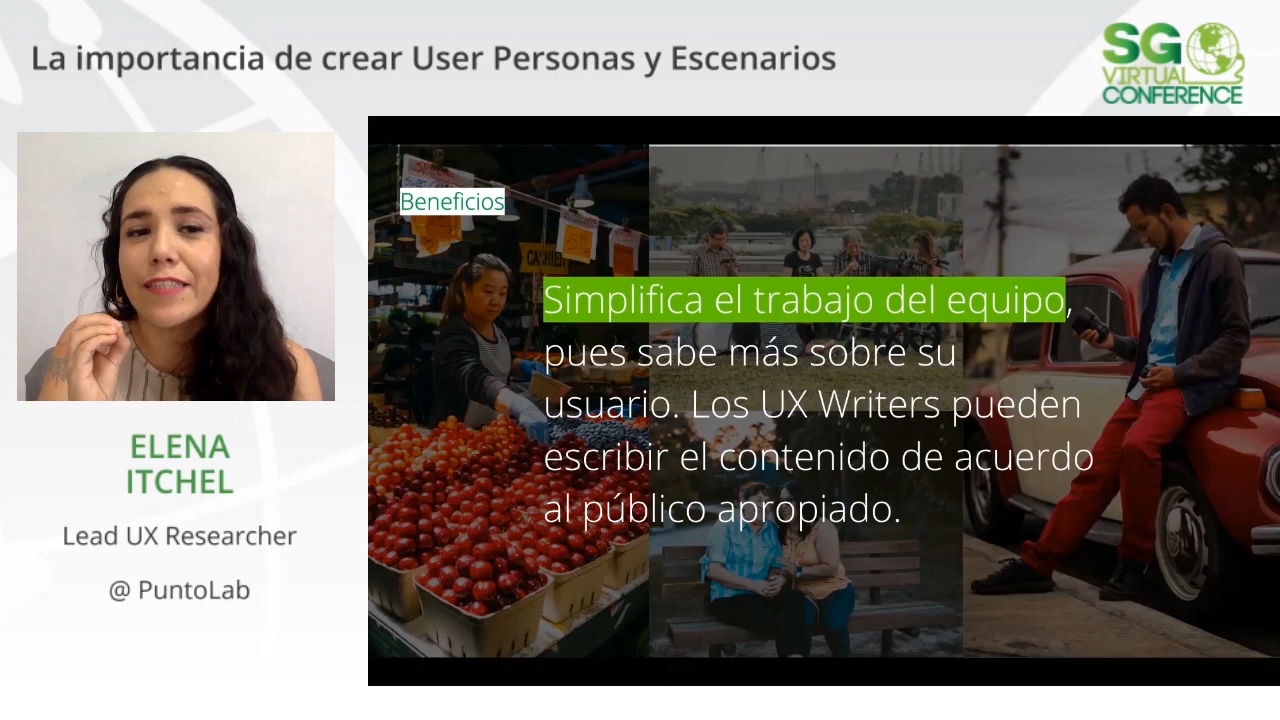 La importancia de crear User Personas y Escenarios
SG
VIRTUAL
CONFERENCE
ELENA
ITCHEL
Lead UX Researcher
@ PuntoLab
Beneficios
CASHIER
Simplifica el trabajo del equipo,
pues sabe más sobre su
usuario. Los UX Writers pueden
escribir el contenido de acuerdo
al público apropiado.